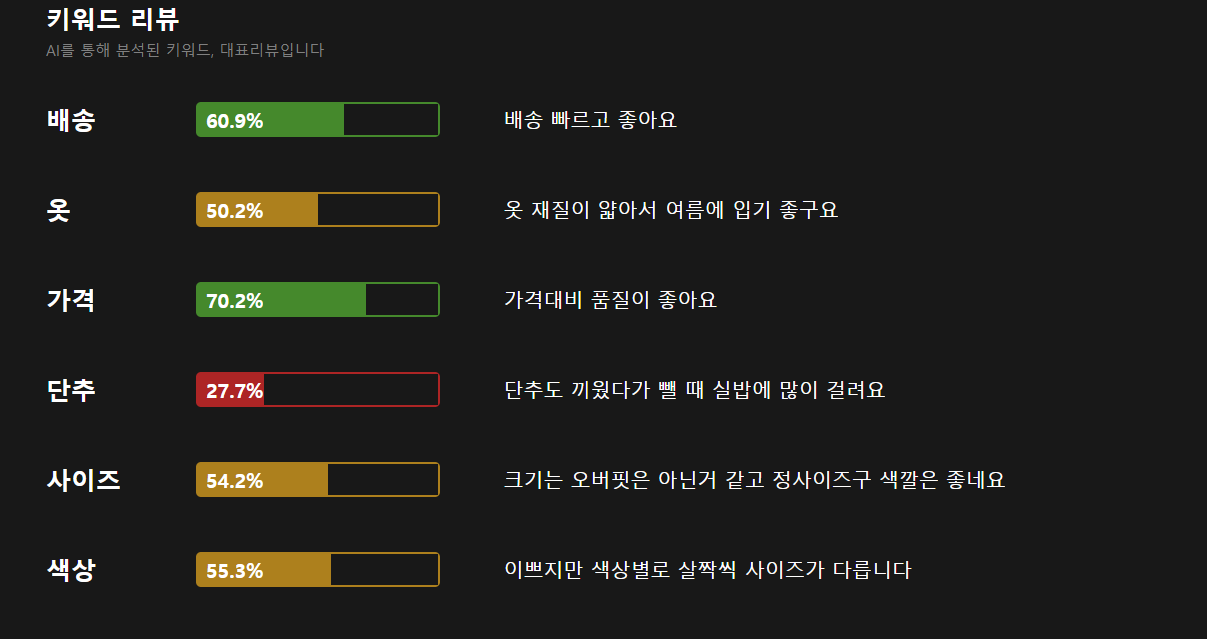 키워드 리뷰
AI를 통해 분석된 키워드, 대표리뷰입니다
배송 60.9% 배송 빠르고 좋아요
옷 50.2% 옷 재질이 얇아서 여름에 입기 좋구요
가격 70.2% 가격대비 품질이 좋아요
단추 27.7% 단추도 끼웠다가 뺄 때 실밥에 많이 걸려요
사이즈 54.2% 크기는 오버핏은 아닌거 같고 정사이즈구 색깔은 좋네요
색상 55.3% 이쁘지만 색상별로 살짝씩 사이즈가 다릅니다